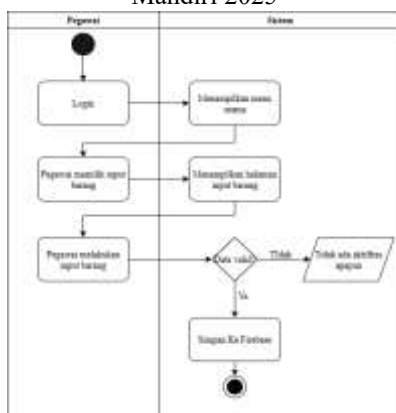 Mandiri 2025
Pegawai
Sistem
Login
Menampilkan menu
utama
Pegawai memilih input
barang
Menampilkan halaman
input barang
Pegawai melakukan
input barang
Data valid
Tidak
Tidak ada aktifitas
apapun
Ya
Simpan Ke Firebase